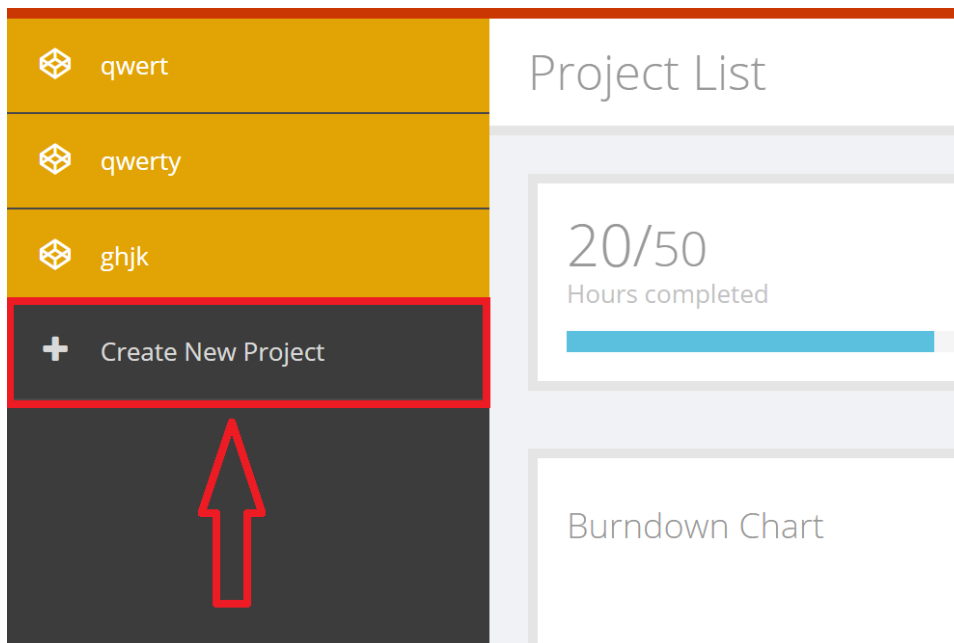 qwert
qwerty
ghjk
Create New Project
Project List
20/50
Hours completed
Burndown Chart